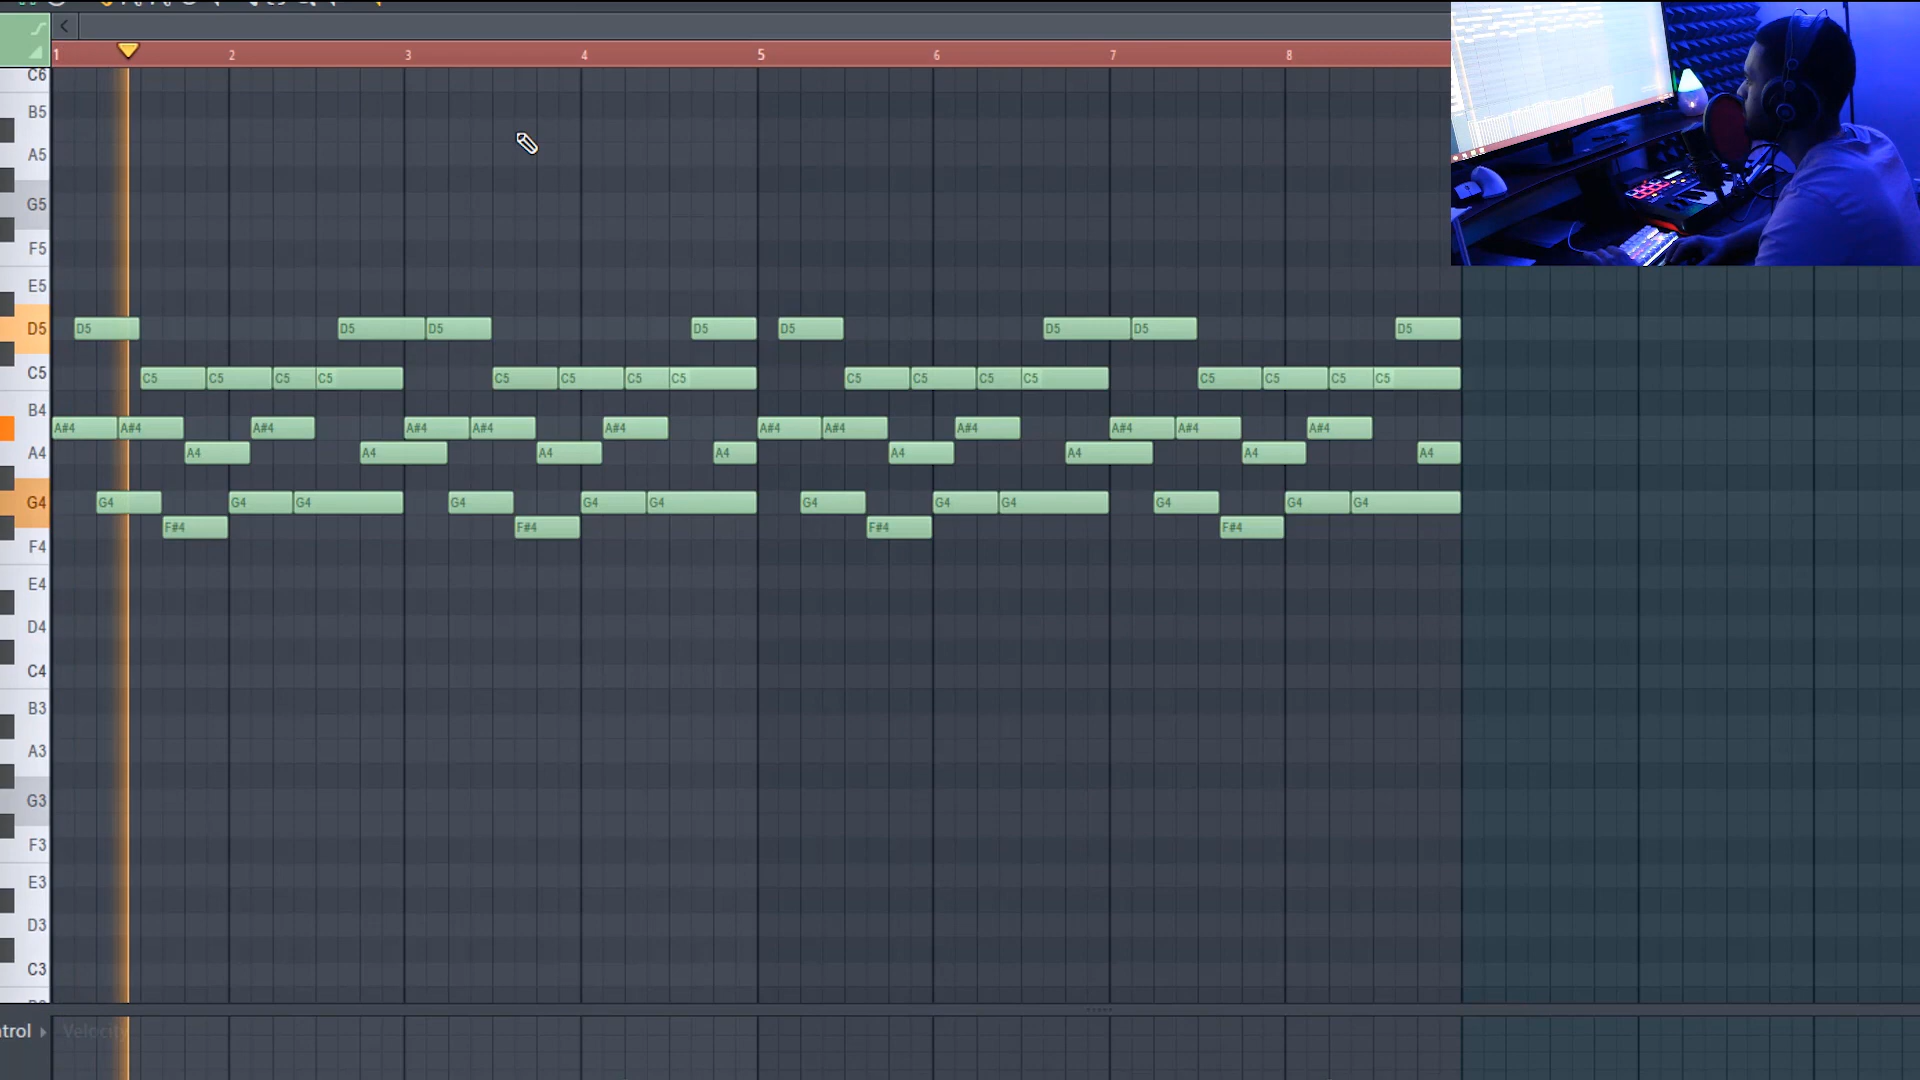 1 2 3 4 5 6 7 8
C6
B5
A5
G5
F5
E5
D5 D5 D5 D5 D5 D5 D5 D5 D5
C5 C5 C5 C5 C5 C5 C5 C5 C5 C5 C5 C5 C5 C5 C5 C5 C5
B4
A#4 A#4 A#4 A#4 A#4 A#4 A#4 A#4 A#4 A#4 A#4 A#4
A4 A4 A4 A4 A4 A4 A4 A4 A4
G4 G4 G4 G4 G4 G4 G4 G4 G4 G4 G4 G4 G4
F#4 F#4 F#4 F#4
F4
E4
D4
C4
B3
A3
G3
F3
E3
D3
C3
ntrol Velocity